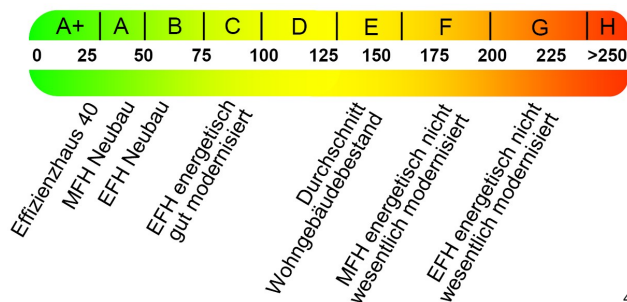 A+ A B C D E F G H
0 25 50 75 100 125 150 175 200 225 >250
Effizienzhaus 40
MFH Neubau
EFH Neubau
EFH energetisch
gut modernisiert
Durchschnitt
Wohngebäudebestand
MFH energetisch nicht
wesentlich modernisiert
EFH energetisch nicht
wesentlich modernisiert